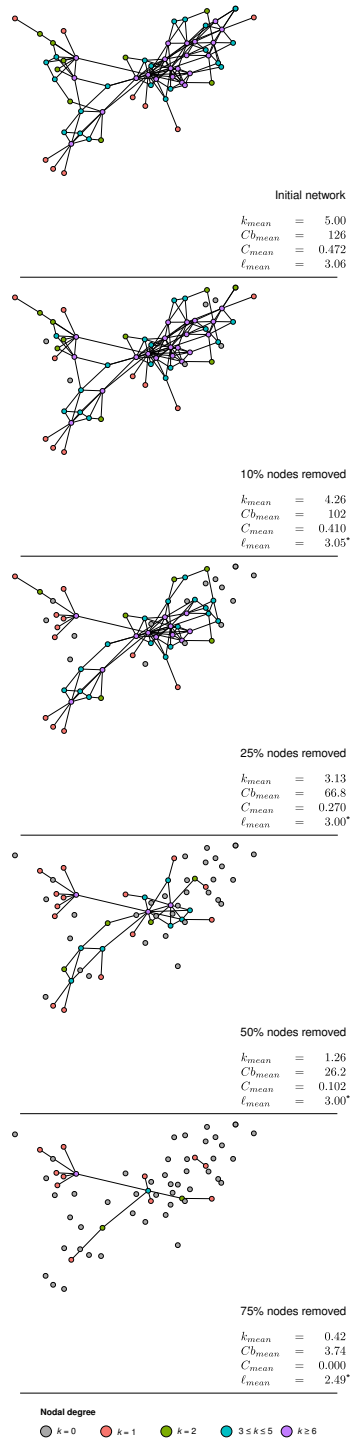 Initial network
k_mean = 5.00
Cb_mean = 126
C_mean = 0.472
ℓ_mean = 3.06
10% nodes removed
k_mean = 4.26
Cb_mean = 102
C_mean = 0.410
ℓ_mean = 3.05*
25% nodes removed
k_mean = 3.13
Cb_mean = 66.8
C_mean = 0.270
ℓ_mean = 3.00*
50% nodes removed
k_mean = 1.26
Cb_mean = 26.2
C_mean = 0.102
ℓ_mean = 3.00*
75% nodes removed
k_mean = 0.42
Cb_mean = 3.74
C_mean = 0.000
ℓ_mean = 2.49*
Nodal degree
k = 0 k = 1 k = 2 3 ≤ k ≤ 5 k ≥ 6